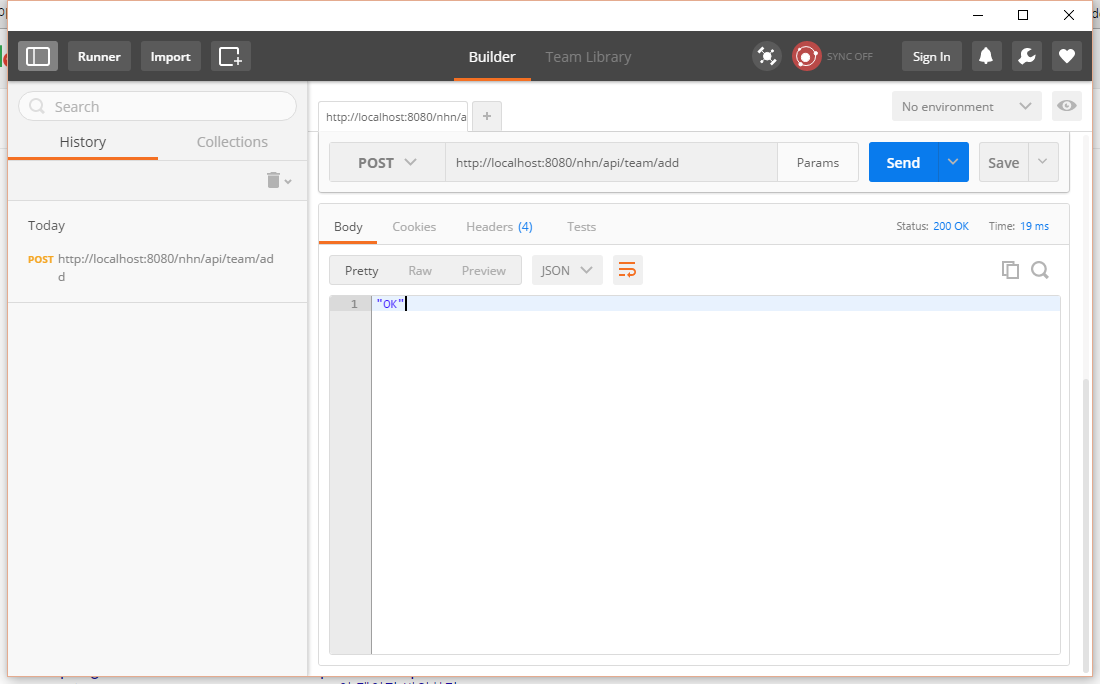 Runner
Import
Builder
Team Library
SYNC OFF
Sign In
Search
History
Collections
Today
POST http://localhost:8080/nhn/api/team/ad
d
http://localhost:8080/nhn/a
+
No environment
POST
http://localhost:8080/nhn/api/team/add
Params
Send
Save
Body
Cookies
Headers (4)
Tests
Status: 200 OK
Time: 19 ms
Pretty
Raw
Preview
JSON
1
"OK"